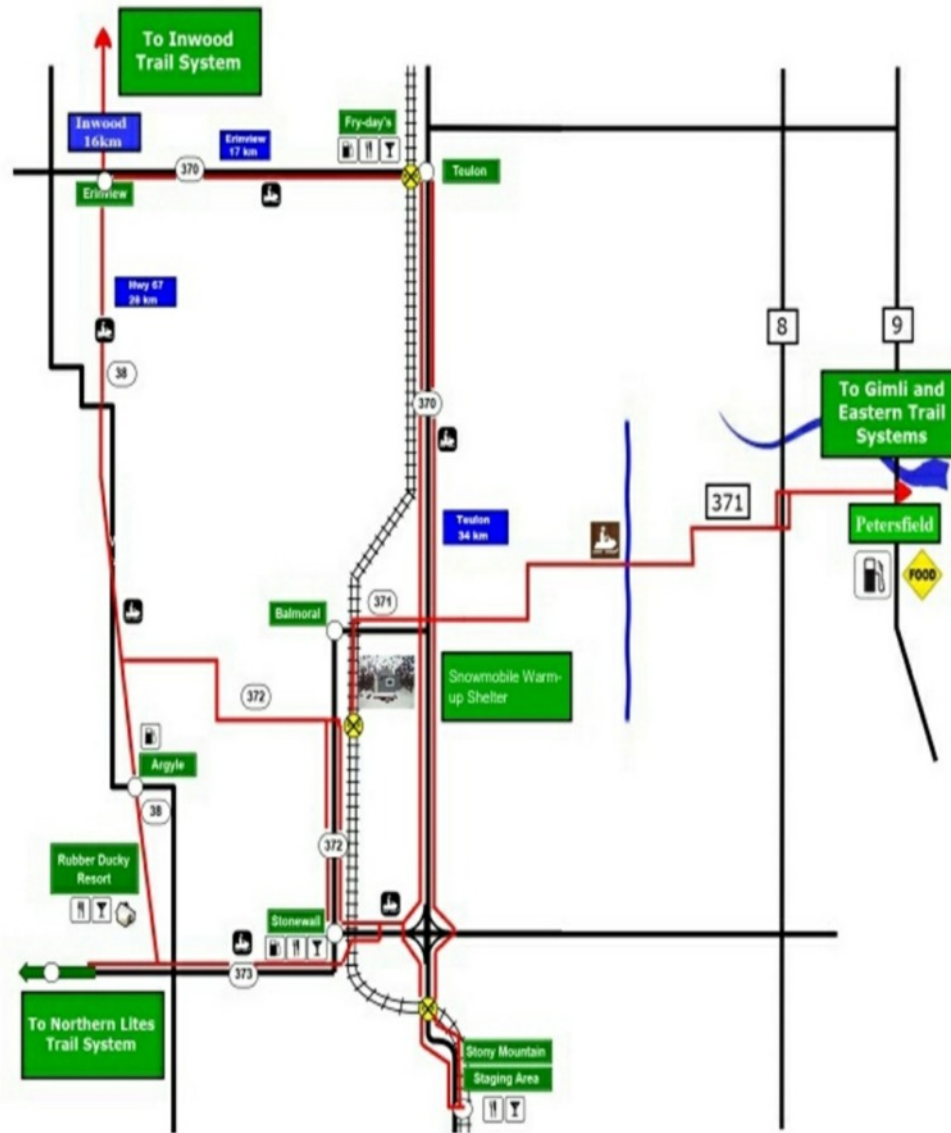 To Inwood
Trail System
Inwood
16km
Erinview
17 km
Fry-day's
370
Teulon
Erinview
Hwy 67
28 km
8
9
38
To Gimli and
Eastern Trail
Systems
370
371
Teulon
34 km
Petersfield
FOOD
371
Balmoral
Snowmobile Warm-
up Shelter
372
Argyle
38
372
Rubber Ducky
Resort
Stonewall
373
To Northern Lites
Trail System
Stony Mountain
Staging Area